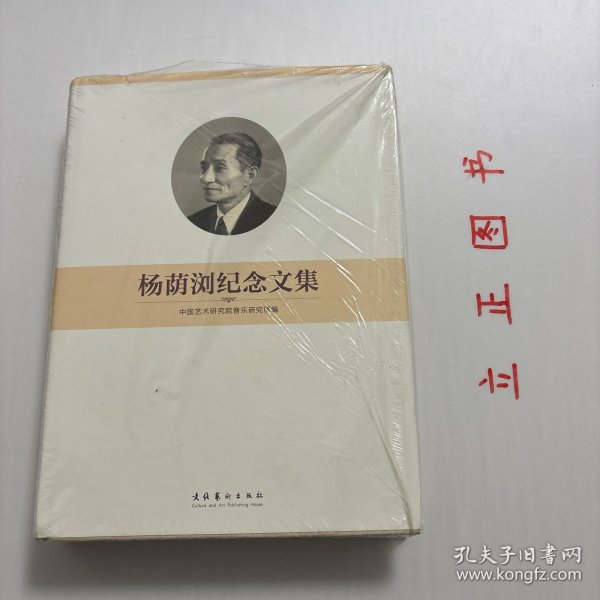 杨荫浏纪念文集
中国艺术研究院音乐研究所编
文化艺术出版社
Culture and Art Publishing House
立正图书
孔夫子旧书网
www.kongfz.com